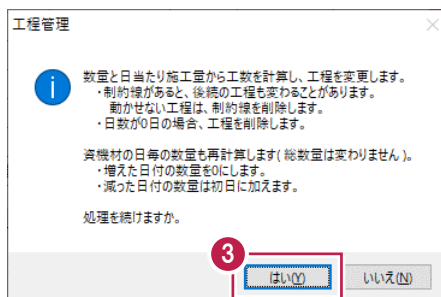 工程管理
数量と日当たり施工量から工数を計算し、工程を変更します。
・制約線があると、後続の工程も変わることがあります。
動かせない工程は、制約線を削除します。
・日数が0日の場合、工程を削除します。
資機材の日毎の数量も再計算します(総数量は変わりません)。
・増えた日付の数量を0にします。
・減った日付の数量は初日に加えます。
処理を続けますか。
3
はい(Y) いいえ(N)